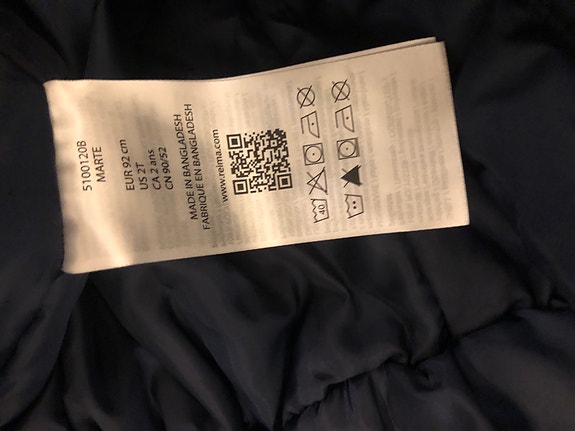 5100120B
MARTE
EUR 92 cm
US 2T
CA 2 ans
CN 90/52
MADE IN BANGLADESH
FABRIQUE EN BANGLADESH
www.reima.com
40